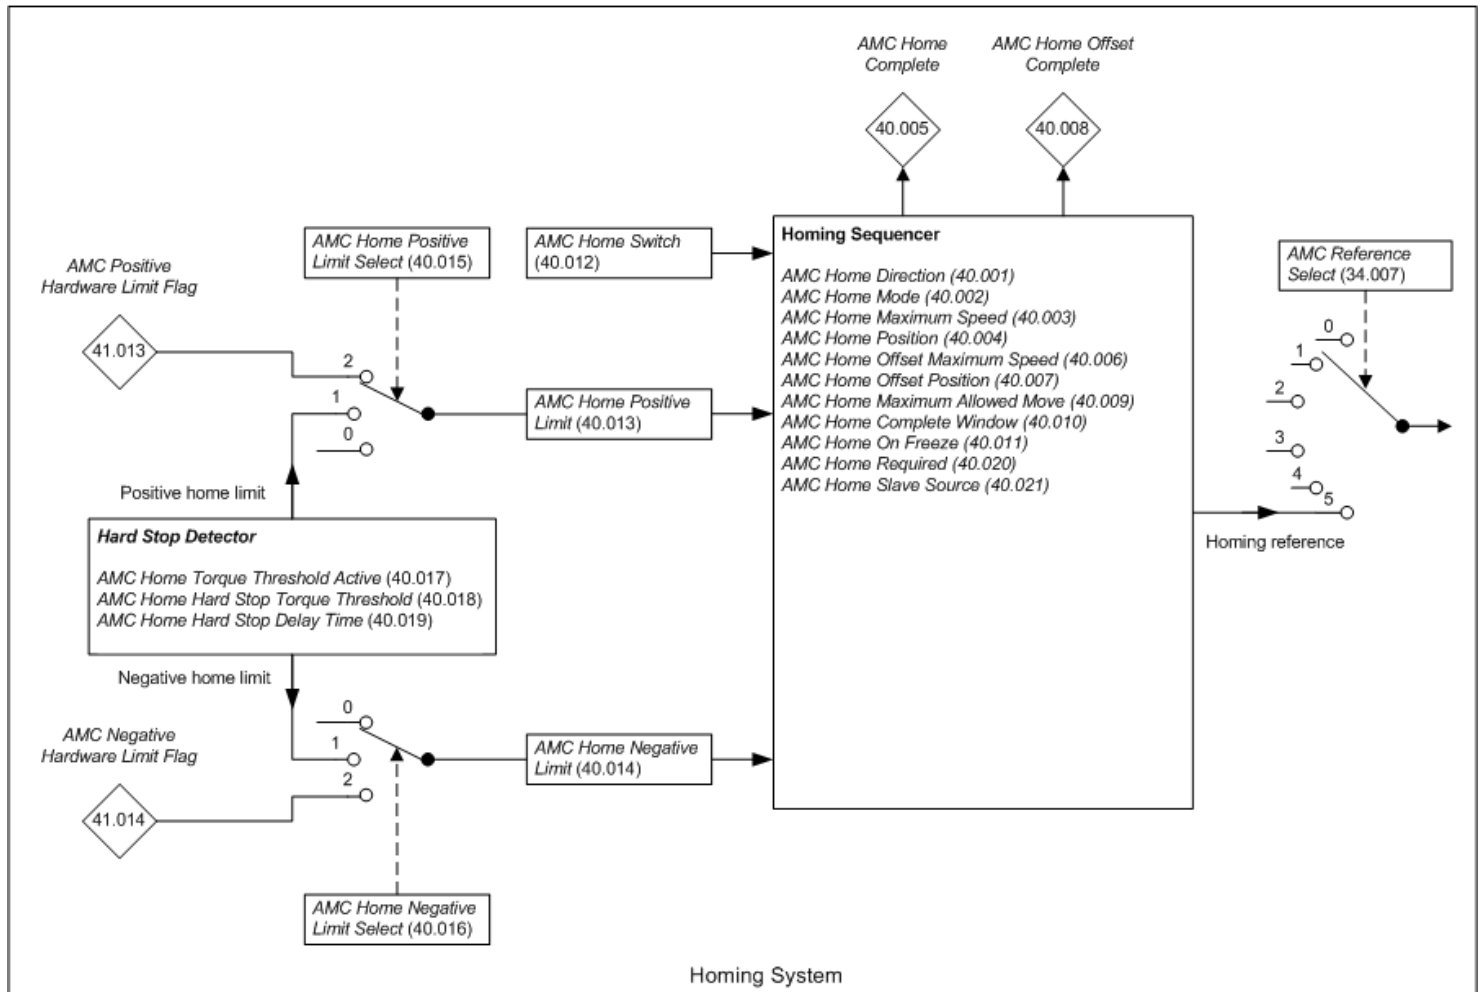 AMC Home
Complete
AMC Home Offset
Complete
40.005
40.008
AMC Positive
Hardware Limit Flag
41.013
AMC Home Positive
Limit Select (40.015)
2
1
0
Positive home limit
AMC Home Switch
(40.012)
AMC Home Positive
Limit (40.013)
Hard Stop Detector
AMC Home Torque Threshold Active (40.017)
AMC Home Hard Stop Torque Threshold (40.018)
AMC Home Hard Stop Delay Time (40.019)
Negative home limit
AMC Negative
Hardware Limit Flag
41.014
0
1
2
AMC Home Negative
Limit (40.014)
AMC Home Negative
Limit Select (40.016)
Homing Sequencer
AMC Home Direction (40.001)
AMC Home Mode (40.002)
AMC Home Maximum Speed (40.003)
AMC Home Position (40.004)
AMC Home Offset Maximum Speed (40.006)
AMC Home Offset Position (40.007)
AMC Home Maximum Allowed Move (40.009)
AMC Home Complete Window (40.010)
AMC Home On Freeze (40.011)
AMC Home Required (40.020)
AMC Home Slave Source (40.021)
AMC Reference
Select (34.007)
0
1
2
3
4
5
Homing reference
Homing System